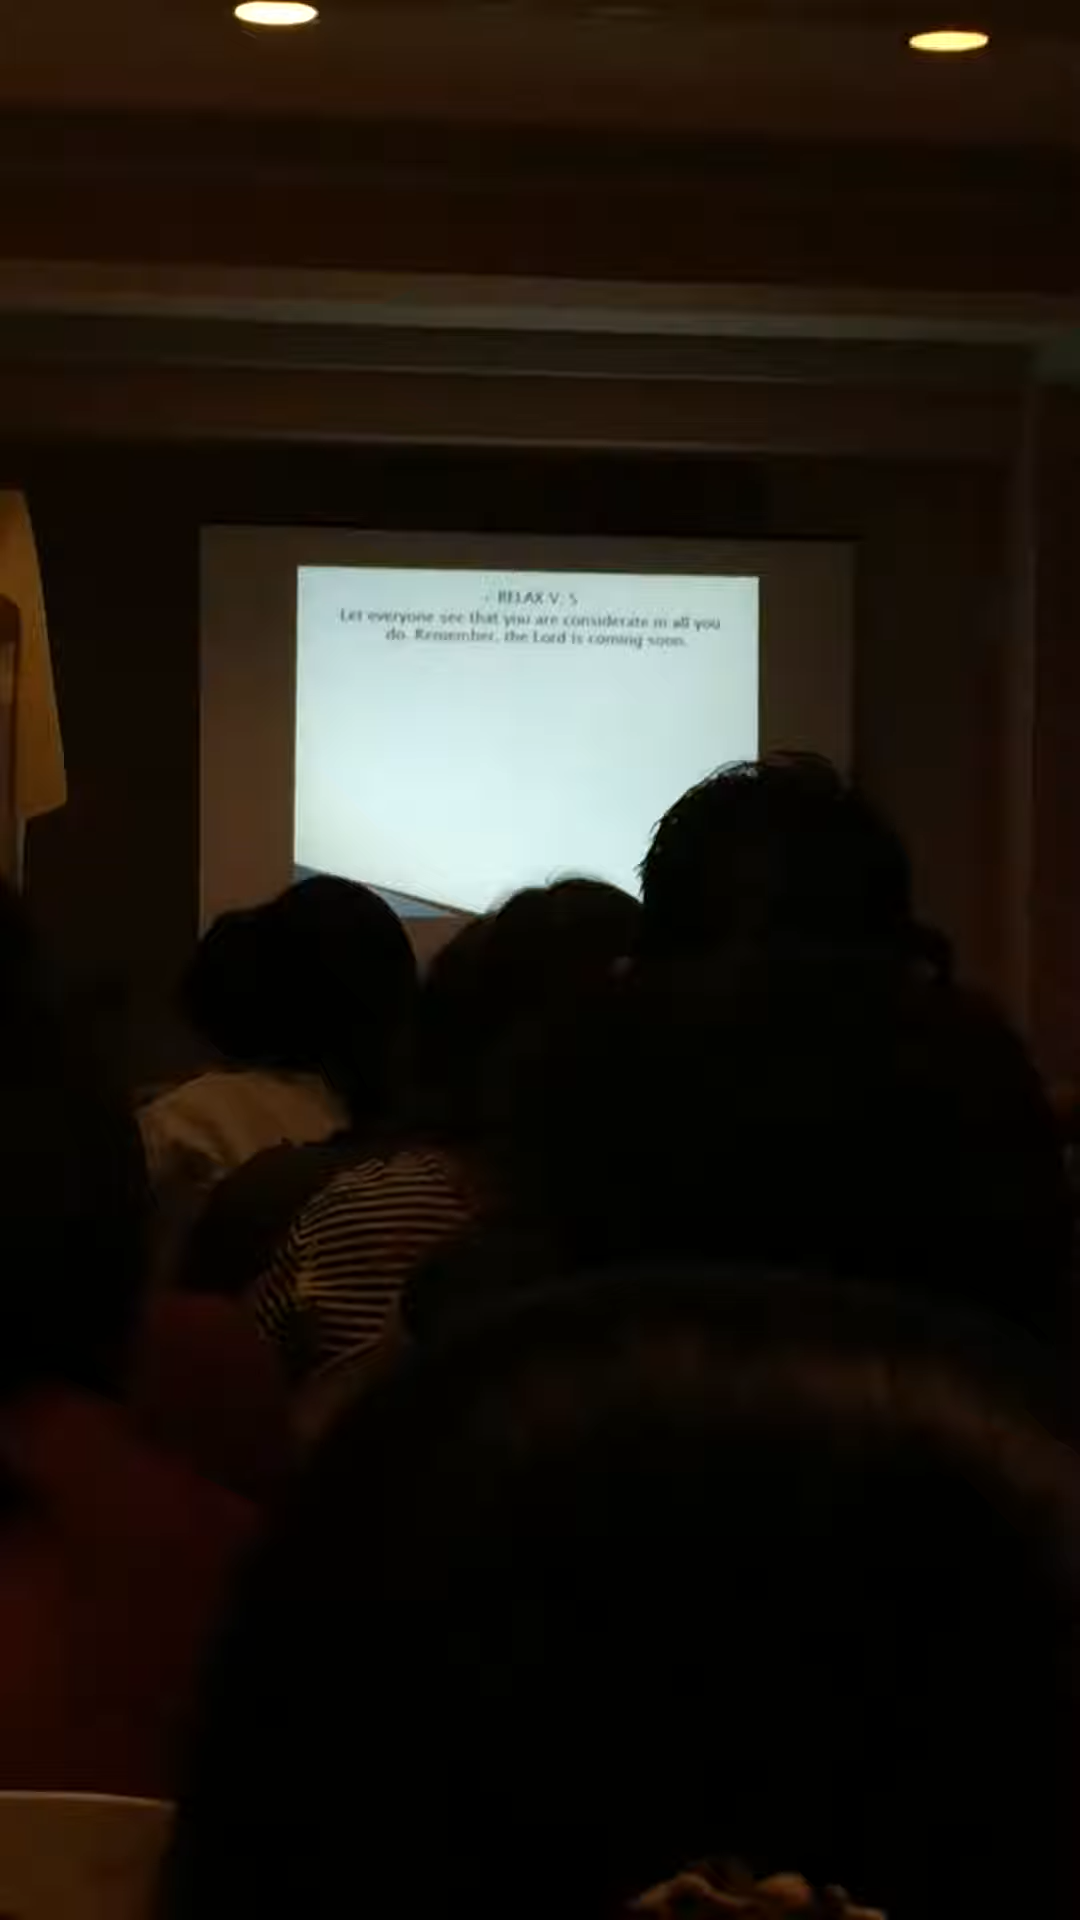 - RELAX V. 5
Let everyone see that you are considerate in all you
do. Remember, the Lord is coming soon.